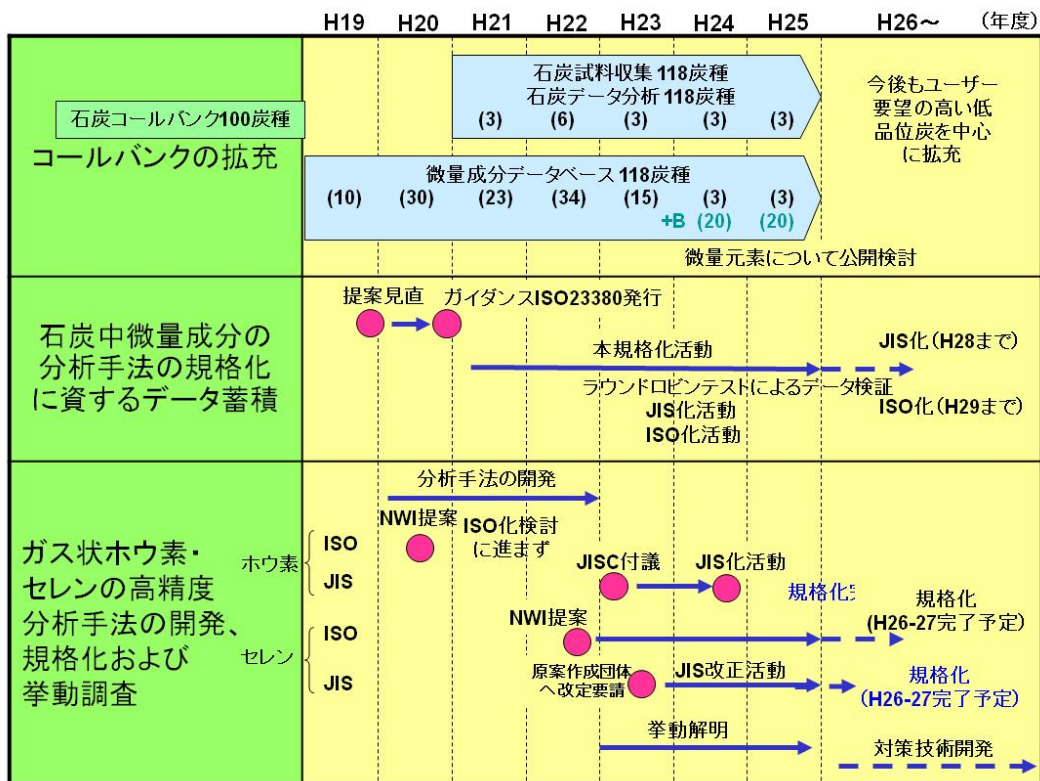 H19 H20 H21 H22 H23 H24 H25 H26～ (年度)
石炭コールバンク100炭種
コールバンクの拡充
石炭試料収集 118炭種
石炭データ分析 118炭種
(3) (6) (3) (3) (3)
今後もユーザー
要望の高い低
品位炭を中心
に拡充
微量成分データベース 118炭種
(10) (30) (23) (34) (15) (3) (3)
+B (20) (20)
微量元素について公開検討
石炭中微量成分の
分析手法の規格化
に資するデータ蓄積
提案見直
ガイダンスISO23380発行
本規格化活動
ラウンドロビンテストによるデータ検証
JIS化活動
ISO化活動
JIS化(H28まで)
ISO化(H29まで)
ガス状ホウ素・
セレンの高精度
分析手法の開発、
規格化および
挙動調査
分析手法の開発
ホウ素
ISO
JIS
NWI提案
ISO化検討
に進まず
JISC付議
JIS化活動
規格化
セレン
ISO
JIS
NWI提案
規格化
(H26-27完了予定)
原案作成団体
へ改定要請
JIS改正活動
規格化
(H26-27完了予定)
挙動解明
対策技術開発